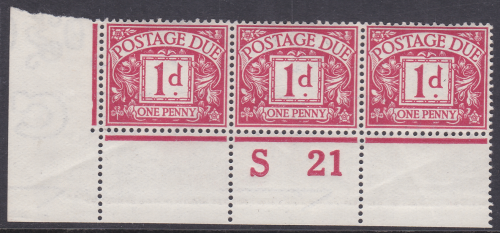 POSTAGE DUE POSTAGE DUE POSTAGE DUE
1d. 1d. 1d.
ONE PENNY ONE PENNY ONE PENNY
S 21